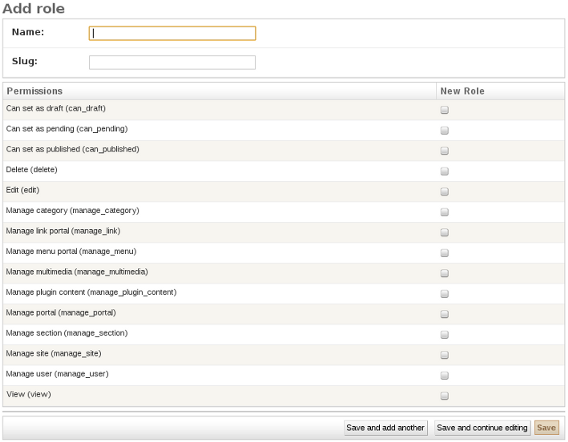 Add role
Name:
Slug:
Permissions New Role
Can set as draft (can_draft)
Can set as pending (can_pending)
Can set as published (can_published)
Delete (delete)
Edit (edit)
Manage category (manage_category)
Manage link portal (manage_link)
Manage menu portal (manage_menu)
Manage multimedia (manage_multimedia)
Manage plugin content (manage_plugin_content)
Manage portal (manage_portal)
Manage section (manage_section)
Manage site (manage_site)
Manage user (manage_user)
View (view)
Save and add another Save and continue editing Save